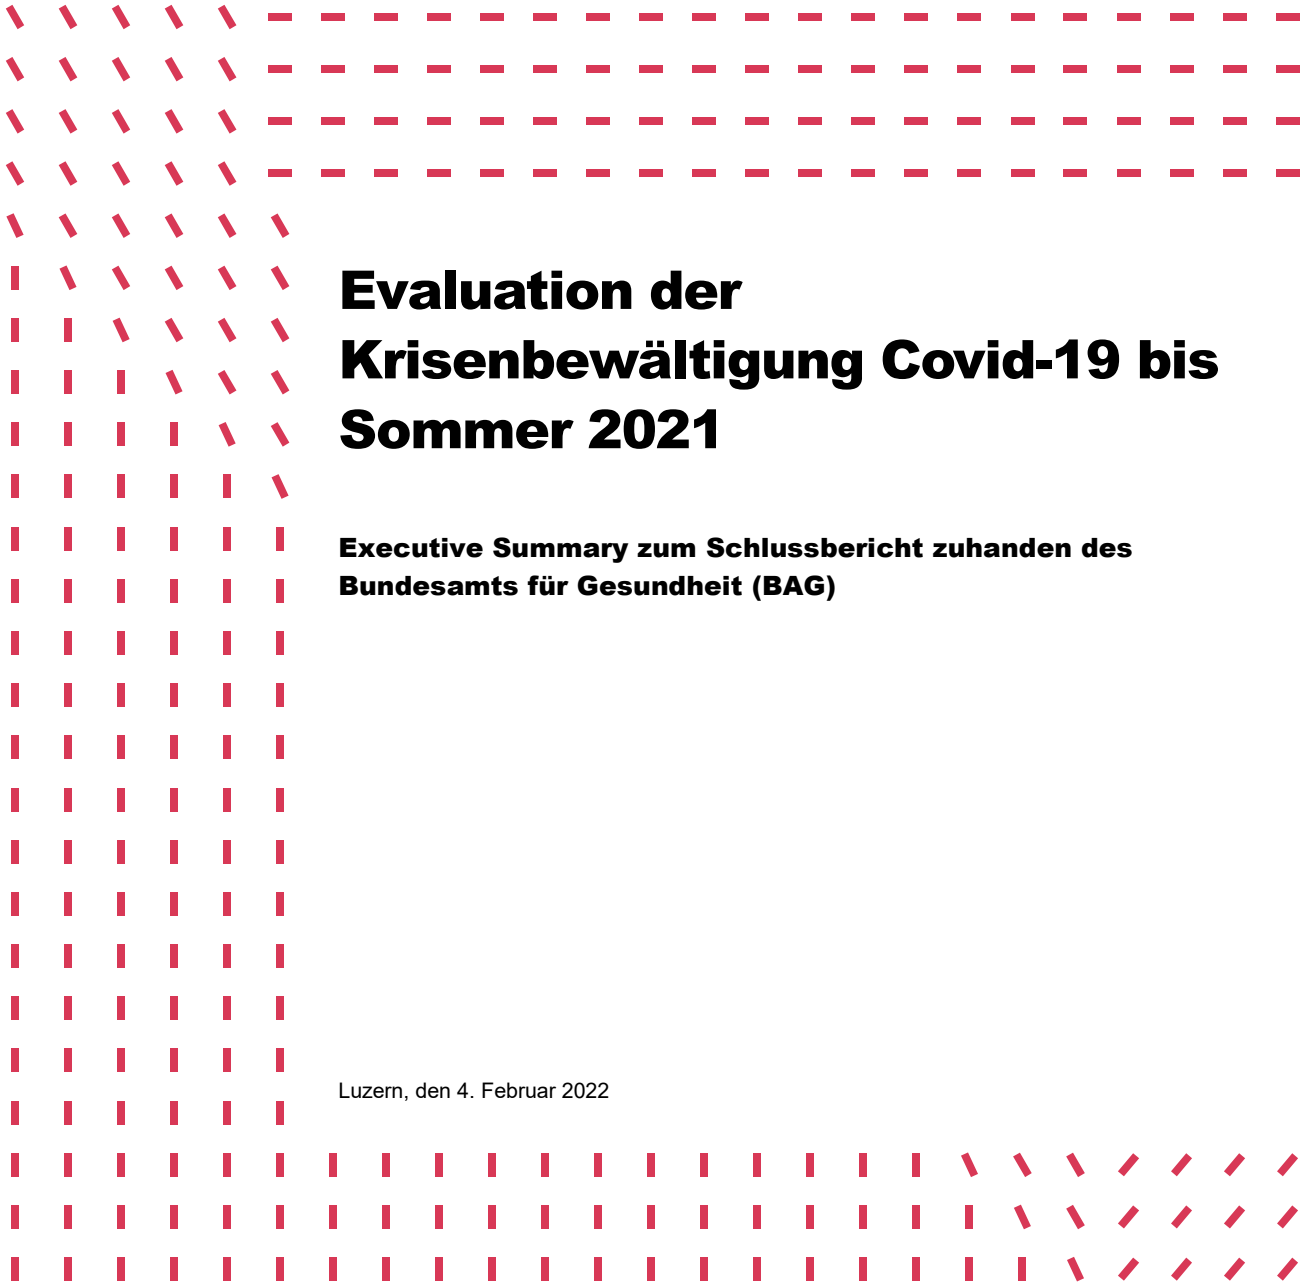 Evaluation der
Krisenbewältigung Covid-19 bis
Sommer 2021
Executive Summary zum Schlussbericht zuhanden des
Bundesamts für Gesundheit (BAG)
Luzern, den 4. Februar 2022